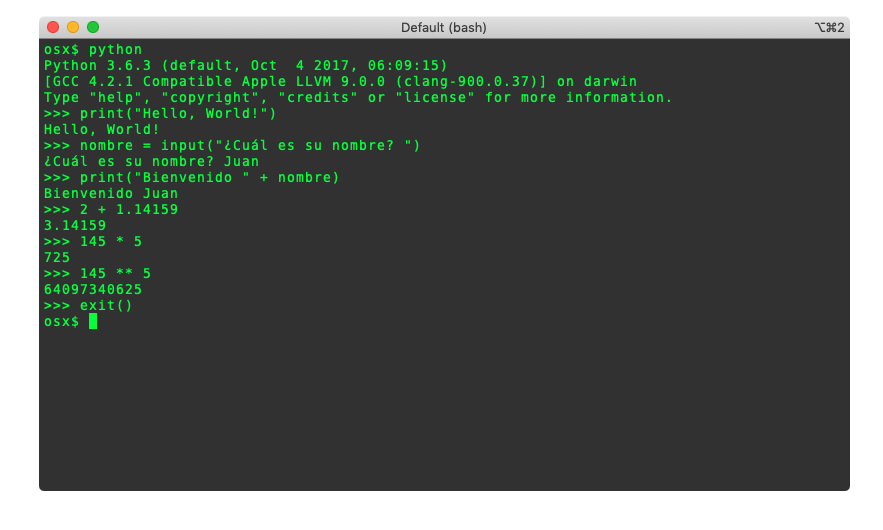 Default (bash)
⌥⌘2
osx$ python
Python 3.6.3 (default, Oct  4 2017, 06:09:15)
[GCC 4.2.1 Compatible Apple LLVM 9.0.0 (clang-900.0.37)] on darwin
Type "help", "copyright", "credits" or "license" for more information.
>>> print("Hello, World!")
Hello, World!
>>> nombre = input("¿Cuál es su nombre? ")
¿Cuál es su nombre? Juan
>>> print("Bienvenido " + nombre)
Bienvenido Juan
>>> 2 + 1.14159
3.14159
>>> 145 * 5
725
>>> 145 ** 5
64097340625
>>> exit()
osx$